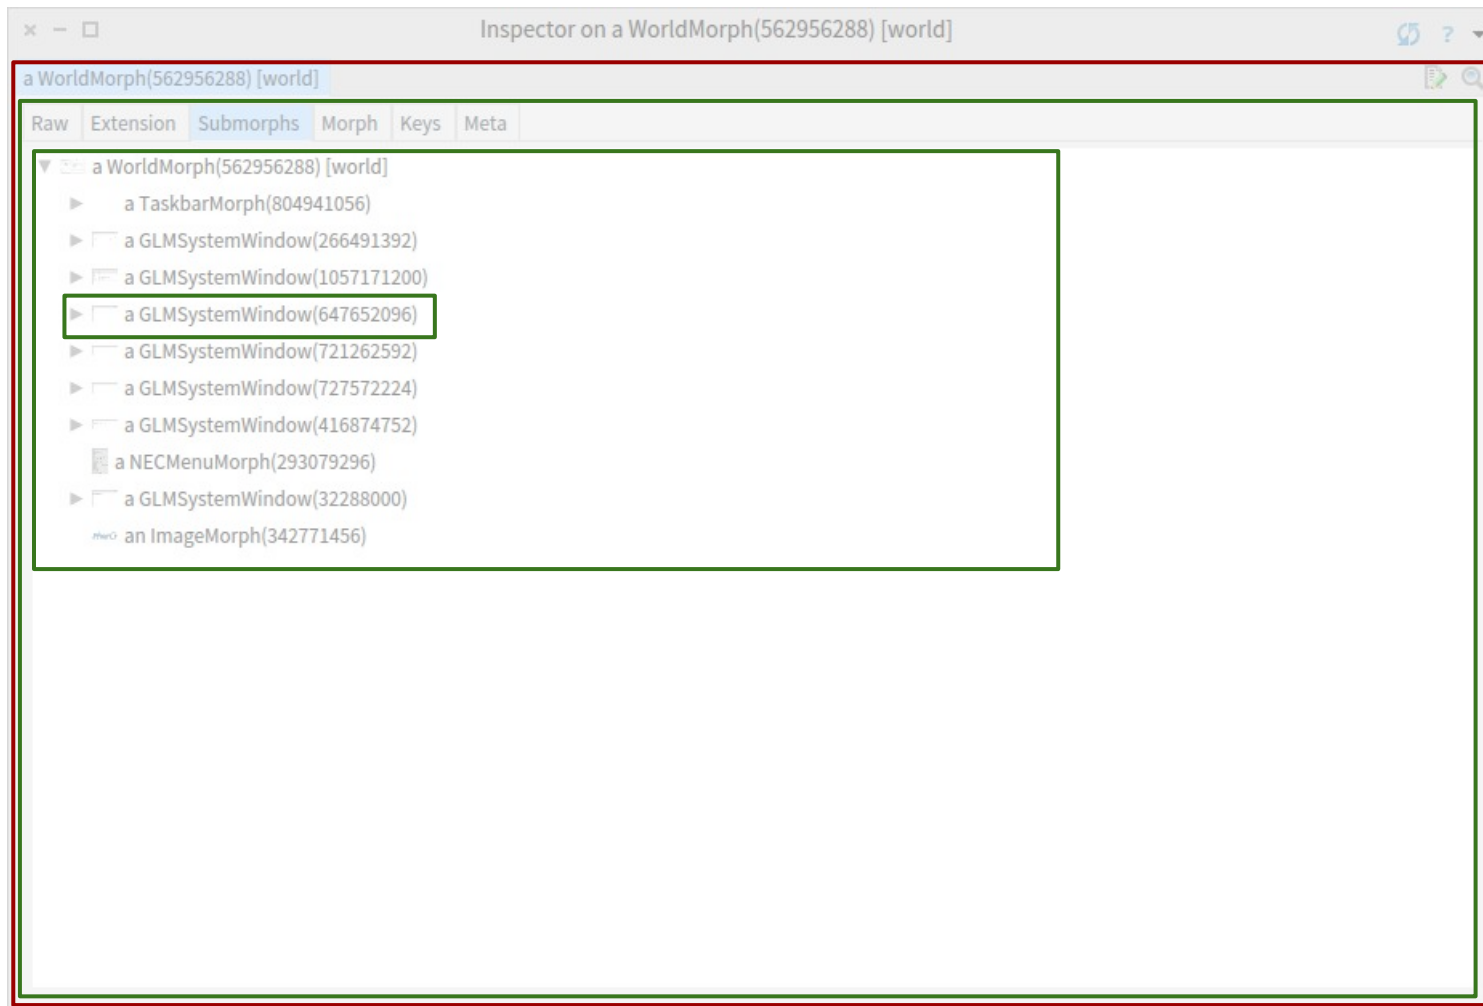 Inspector on a WorldMorph(562956288) [world]
?
a WorldMorph(562956288) [world]
Raw Extension Submorphs Morph Keys Meta
a WorldMorph(562956288) [world]
a TaskbarMorph(804941056)
a GLMSystemWindow(266491392)
a GLMSystemWindow(1057171200)
a GLMSystemWindow(647652096)
a GLMSystemWindow(721262592)
a GLMSystemWindow(727572224)
a GLMSystemWindow(416874752)
a NECMenuMorph(293079296)
a GLMSystemWindow(32288000)
an ImageMorph(342771456)